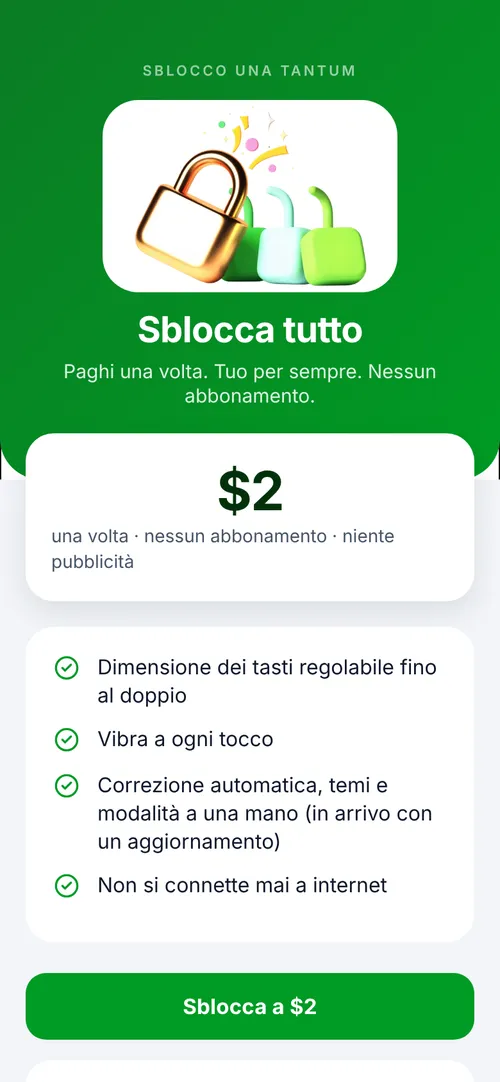 SBLOCCO UNA TANTUM
Sblocca tutto
Paghi una volta. Tuo per sempre. Nessun
abbonamento.
$2
una volta · nessun abbonamento · niente
pubblicità
Dimensione dei tasti regolabile fino
al doppio
Vibra a ogni tocco
Correzione automatica, temi e
modalità a una mano (in arrivo con
un aggiornamento)
Non si connette mai a internet
Sblocca a $2